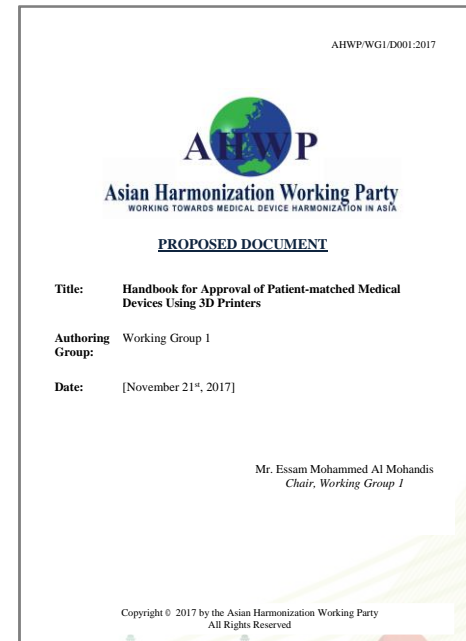 AHWP/WG1/D001:2017
AHWP
Asian Harmonization Working Party
WORKING TOWARDS MEDICAL DEVICE HARMONIZATION IN ASIA
PROPOSED DOCUMENT
Title: Handbook for Approval of Patient-matched Medical
Devices Using 3D Printers
Authoring Working Group 1
Group:
Date: [November 21st, 2017]
Mr. Essam Mohammed Al Mohandis
Chair, Working Group 1
Copyright © 2017 by the Asian Harmonization Working Party
All Rights Reserved